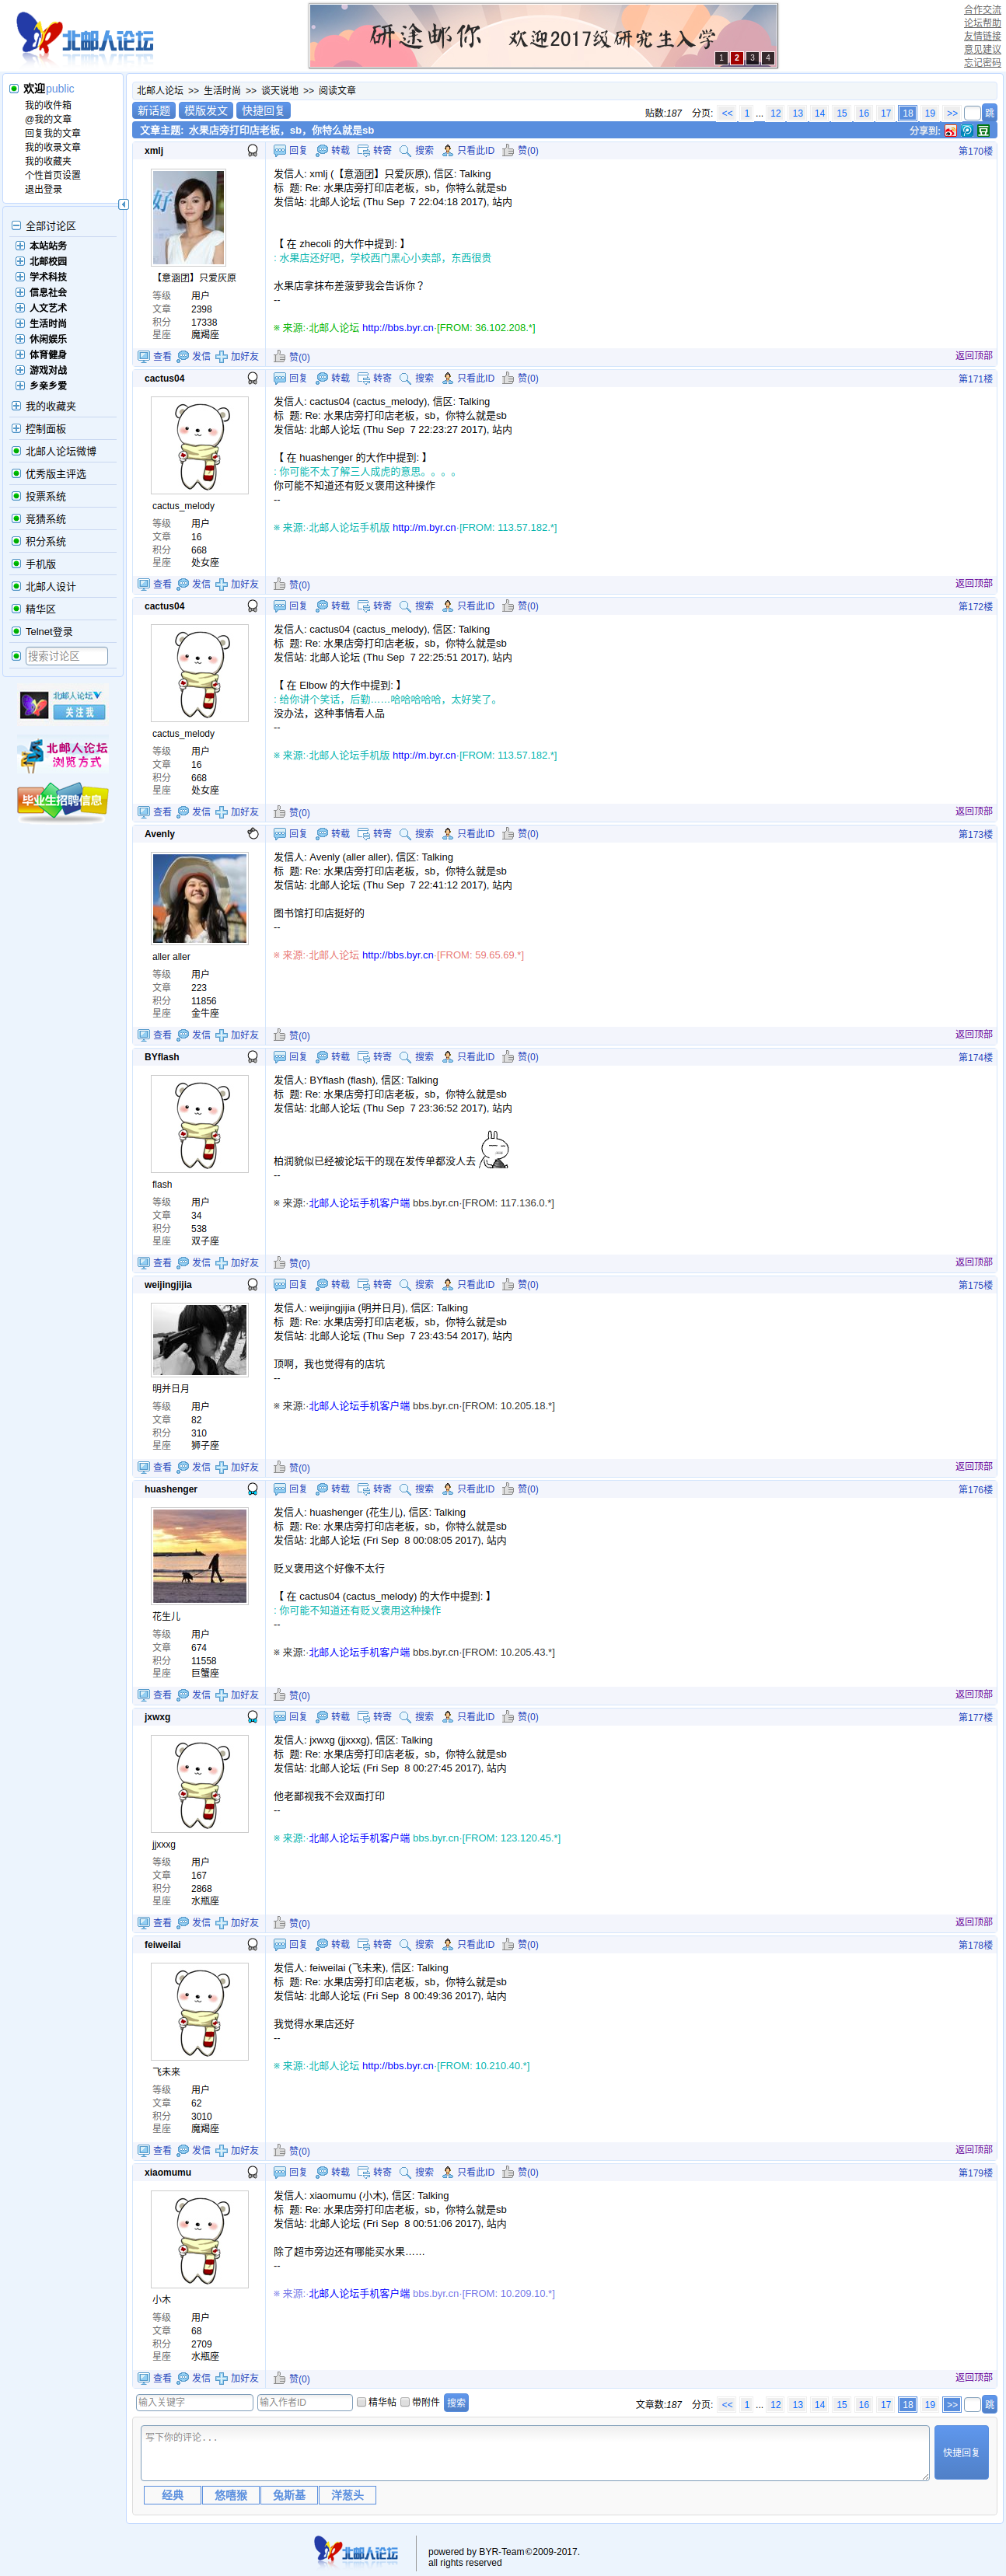 北邮人论坛
研途邮你 欢迎2017级研究生入学
1 2 3 4
合作交流
论坛帮助
友情链接
意见建议
忘记密码
欢迎public
我的收件箱
@我的文章
回复我的文章
我的收录文章
我的收藏夹
个性首页设置
退出登录
全部讨论区
本站站务
北邮校园
学术科技
信息社会
人文艺术
生活时尚
休闲娱乐
体育健身
游戏对战
乡亲乡爱
我的收藏夹
控制面板
北邮人论坛微博
优秀版主评选
投票系统
竞猜系统
积分系统
手机版
北邮人设计
精华区
Telnet登录
搜索讨论区
北邮人论坛
关注我
北邮人论坛
浏览方式
毕业生招聘信息
北邮人论坛 >> 生活时尚 >> 谈天说地 >> 阅读文章
新话题 模版发文 快捷回复
贴数:187 分页: << 1 ... 12 13 14 15 16 17 18 19 >> 跳
文章主题: 水果店旁打印店老板，sb，你特么就是sb
分享到: 豆
xmlj
回复 转载 转寄 搜索 只看此ID 赞(0) 第170楼
【意涵团】只爱灰原
等级 用户
文章 2398
积分 17338
星座 魔羯座
发信人: xmlj (【意涵团】只爱灰原), 信区: Talking
标 题: Re: 水果店旁打印店老板，sb，你特么就是sb
发信站: 北邮人论坛 (Thu Sep 7 22:04:18 2017), 站内
【 在 zhecoli 的大作中提到: 】
: 水果店还好吧，学校西门黑心小卖部，东西很贵
水果店拿抹布差菠萝我会告诉你？
--
※ 来源:·北邮人论坛 http://bbs.byr.cn·[FROM: 36.102.208.*]
查看 发信 加好友 赞(0) 返回顶部
cactus04
回复 转载 转寄 搜索 只看此ID 赞(0) 第171楼
cactus_melody
等级 用户
文章 16
积分 668
星座 处女座
发信人: cactus04 (cactus_melody), 信区: Talking
标 题: Re: 水果店旁打印店老板，sb，你特么就是sb
发信站: 北邮人论坛 (Thu Sep 7 22:23:27 2017), 站内
【 在 huashenger 的大作中提到: 】
: 你可能不太了解三人成虎的意思。。。。
你可能不知道还有贬义褒用这种操作
--
※ 来源:·北邮人论坛手机版 http://m.byr.cn·[FROM: 113.57.182.*]
查看 发信 加好友 赞(0) 返回顶部
cactus04
回复 转载 转寄 搜索 只看此ID 赞(0) 第172楼
cactus_melody
等级 用户
文章 16
积分 668
星座 处女座
发信人: cactus04 (cactus_melody), 信区: Talking
标 题: Re: 水果店旁打印店老板，sb，你特么就是sb
发信站: 北邮人论坛 (Thu Sep 7 22:25:51 2017), 站内
【 在 Elbow 的大作中提到: 】
: 给你讲个笑话，后勤……哈哈哈哈哈，太好笑了。
没办法，这种事情看人品
--
※ 来源:·北邮人论坛手机版 http://m.byr.cn·[FROM: 113.57.182.*]
查看 发信 加好友 赞(0) 返回顶部
Avenly
回复 转载 转寄 搜索 只看此ID 赞(0) 第173楼
aller aller
等级 用户
文章 223
积分 11856
星座 金牛座
发信人: Avenly (aller aller), 信区: Talking
标 题: Re: 水果店旁打印店老板，sb，你特么就是sb
发信站: 北邮人论坛 (Thu Sep 7 22:41:12 2017), 站内
图书馆打印店挺好的
--
※ 来源:·北邮人论坛 http://bbs.byr.cn·[FROM: 59.65.69.*]
查看 发信 加好友 赞(0) 返回顶部
BYflash
回复 转载 转寄 搜索 只看此ID 赞(0) 第174楼
flash
等级 用户
文章 34
积分 538
星座 双子座
发信人: BYflash (flash), 信区: Talking
标 题: Re: 水果店旁打印店老板，sb，你特么就是sb
发信站: 北邮人论坛 (Thu Sep 7 23:36:52 2017), 站内
柏润貌似已经被论坛干的现在发传单都没人去
--
※ 来源:·北邮人论坛手机客户端 bbs.byr.cn·[FROM: 117.136.0.*]
查看 发信 加好友 赞(0) 返回顶部
weijingjijia
回复 转载 转寄 搜索 只看此ID 赞(0) 第175楼
明并日月
等级 用户
文章 82
积分 310
星座 狮子座
发信人: weijingjijia (明并日月), 信区: Talking
标 题: Re: 水果店旁打印店老板，sb，你特么就是sb
发信站: 北邮人论坛 (Thu Sep 7 23:43:54 2017), 站内
顶啊，我也觉得有的店坑
--
※ 来源:·北邮人论坛手机客户端 bbs.byr.cn·[FROM: 10.205.18.*]
查看 发信 加好友 赞(0) 返回顶部
huashenger
回复 转载 转寄 搜索 只看此ID 赞(0) 第176楼
花生儿
等级 用户
文章 674
积分 11558
星座 巨蟹座
发信人: huashenger (花生儿), 信区: Talking
标 题: Re: 水果店旁打印店老板，sb，你特么就是sb
发信站: 北邮人论坛 (Fri Sep 8 00:08:05 2017), 站内
贬义褒用这个好像不太行
【 在 cactus04 (cactus_melody) 的大作中提到: 】
: 你可能不知道还有贬义褒用这种操作
--
※ 来源:·北邮人论坛手机客户端 bbs.byr.cn·[FROM: 10.205.43.*]
查看 发信 加好友 赞(0) 返回顶部
jxwxg
回复 转载 转寄 搜索 只看此ID 赞(0) 第177楼
jjxxxg
等级 用户
文章 167
积分 2868
星座 水瓶座
发信人: jxwxg (jjxxxg), 信区: Talking
标 题: Re: 水果店旁打印店老板，sb，你特么就是sb
发信站: 北邮人论坛 (Fri Sep 8 00:27:45 2017), 站内
他老鄙视我不会双面打印
--
※ 来源:·北邮人论坛手机客户端 bbs.byr.cn·[FROM: 123.120.45.*]
查看 发信 加好友 赞(0) 返回顶部
feiweilai
回复 转载 转寄 搜索 只看此ID 赞(0) 第178楼
飞未来
等级 用户
文章 62
积分 3010
星座 魔羯座
发信人: feiweilai (飞未来), 信区: Talking
标 题: Re: 水果店旁打印店老板，sb，你特么就是sb
发信站: 北邮人论坛 (Fri Sep 8 00:49:36 2017), 站内
我觉得水果店还好
--
※ 来源:·北邮人论坛 http://bbs.byr.cn·[FROM: 10.210.40.*]
查看 发信 加好友 赞(0) 返回顶部
xiaomumu
回复 转载 转寄 搜索 只看此ID 赞(0) 第179楼
小木
等级 用户
文章 68
积分 2709
星座 水瓶座
发信人: xiaomumu (小木), 信区: Talking
标 题: Re: 水果店旁打印店老板，sb，你特么就是sb
发信站: 北邮人论坛 (Fri Sep 8 00:51:06 2017), 站内
除了超市旁边还有哪能买水果……
--
※ 来源:·北邮人论坛手机客户端 bbs.byr.cn·[FROM: 10.209.10.*]
查看 发信 加好友 赞(0) 返回顶部
输入关键字 输入作者ID 精华帖 带附件 搜索
文章数:187 分页: << 1 ... 12 13 14 15 16 17 18 19 >> 跳
写下你的评论...
快捷回复
经典 悠嘻猴 兔斯基 洋葱头
北邮人论坛
powered by BYR-Team©2009-2017.
all rights reserved